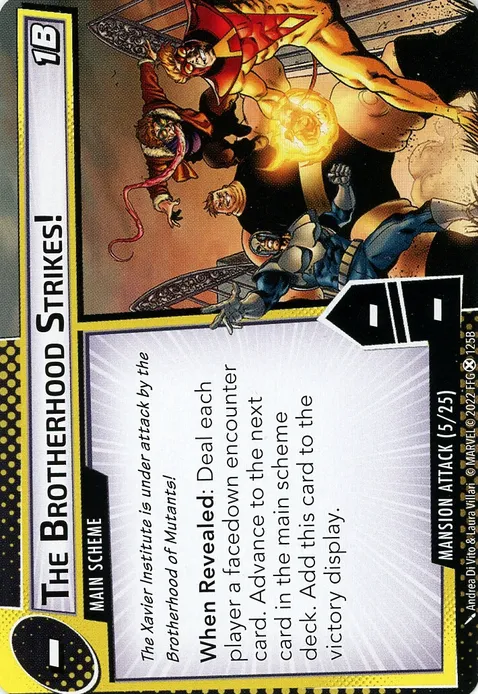 THE BROTHERHOOD STRIKES!
1B
–
MAIN SCHEME
The Xavier Institute is under attack by the
Brotherhood of Mutants!
When Revealed: Deal each
player a facedown encounter
card. Advance to the next
card in the main scheme
deck. Add this card to the
victory display.
–
–
MANSION ATTACK (5/25)
Andrea Di Vito & Laura Villari © MARVEL © 2022 FFG 125B